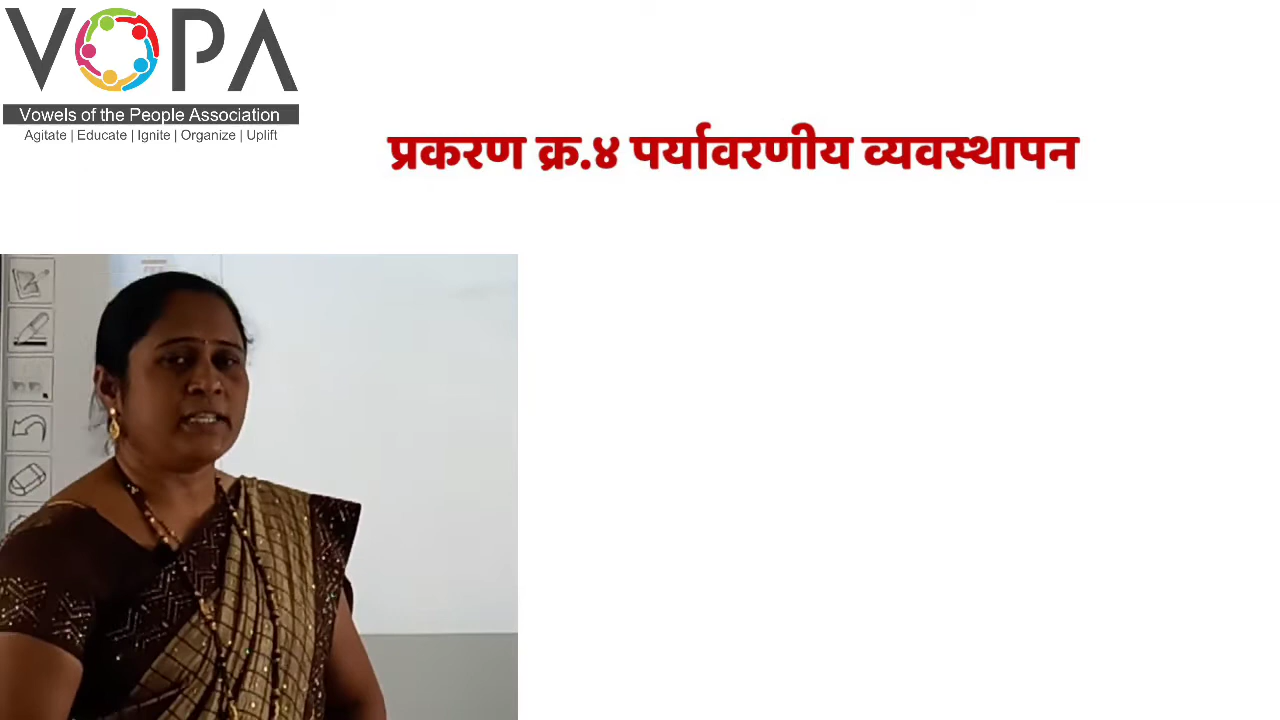 VOPA
Vowels of the People Association
Agitate | Educate | Ignite | Organize | Uplift
प्रकरण क्र.४ पर्यावरणीय व्यवस्थापन